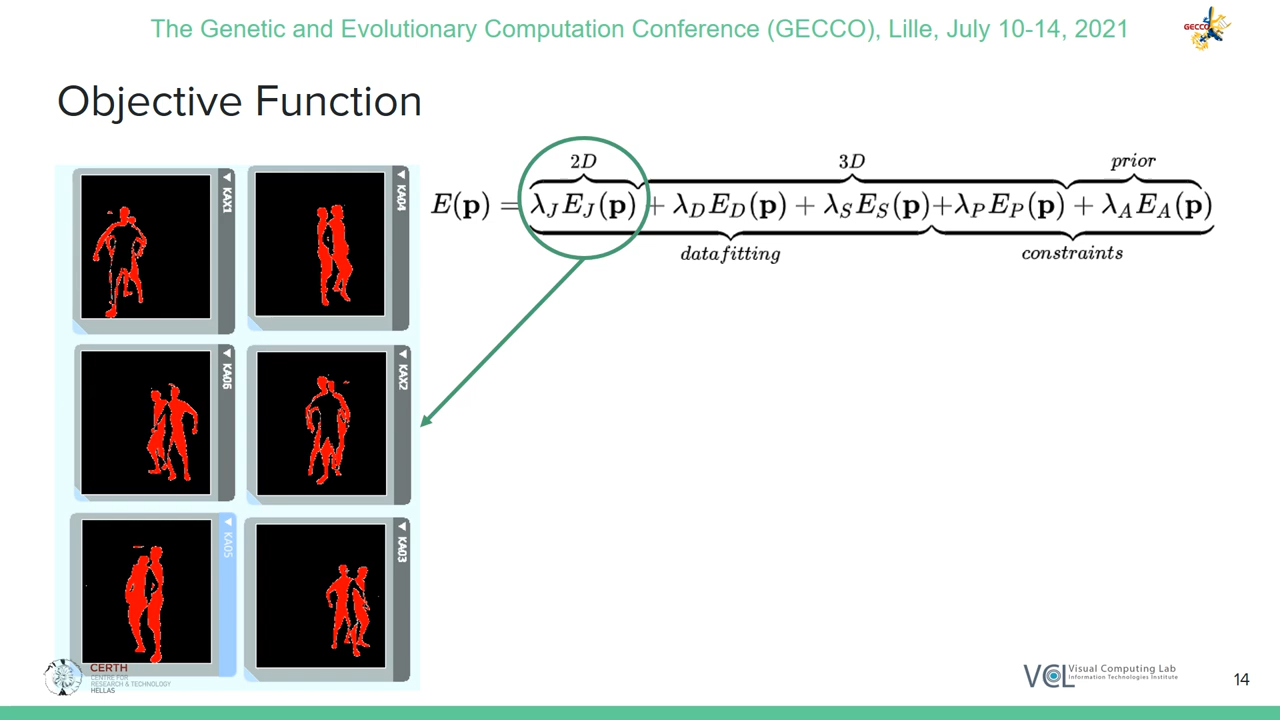 The Genetic and Evolutionary Computation Conference (GECCO), Lille, July 10-14, 2021
GECCO
Objective Function
2D 3D prior
E(p) = λ_J E_J(p) + λ_D E_D(p) + λ_S E_S(p) + λ_P E_P(p) + λ_A E_A(p)
datafitting constraints
KAX1
KA04
KA06
KAX2
KA05
KA03
CERTH
CENTRE FOR
RESEARCH & TECHNOLOGY
HELLAS
VCL Visual Computing Lab
Information Technologies Institute
14